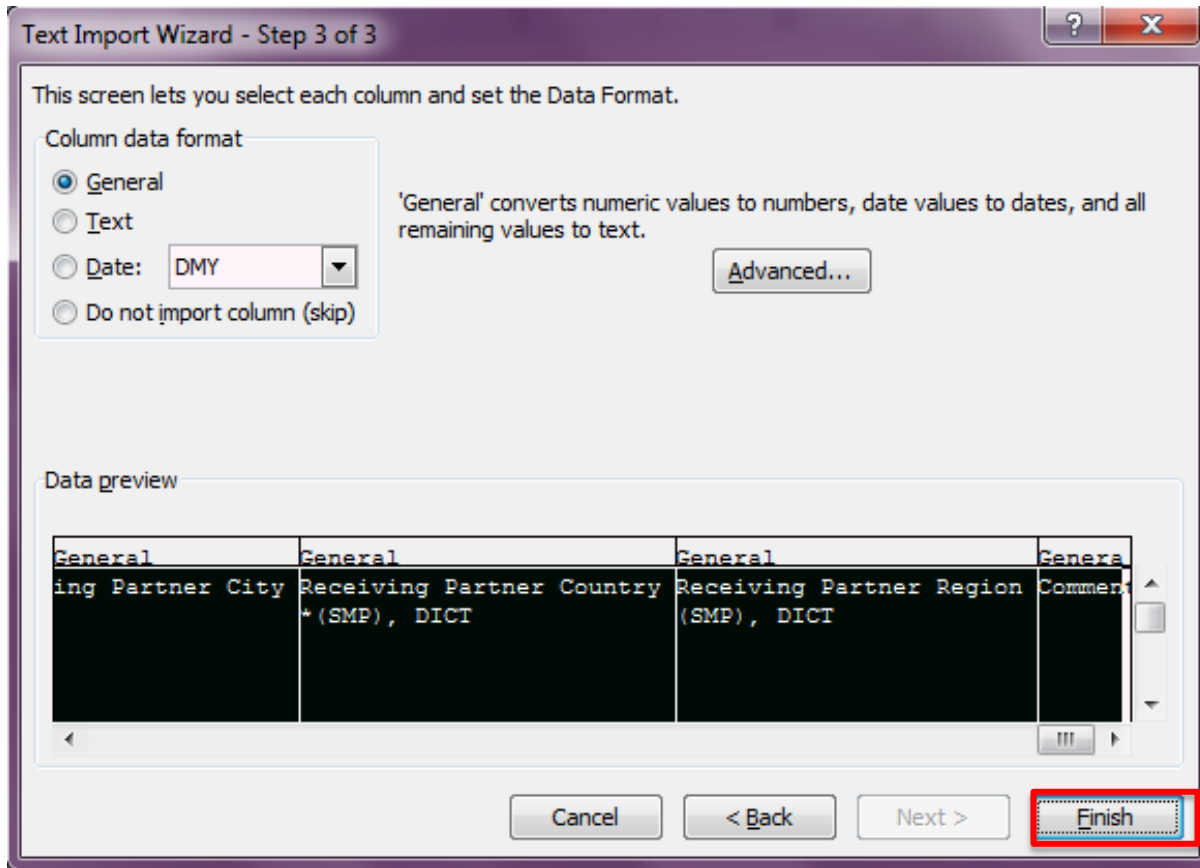 Text Import Wizard - Step 3 of 3
? X
This screen lets you select each column and set the Data Format.
Column data format
General
Text
Date: DMY
Do not import column (skip)
'General' converts numeric values to numbers, date values to dates, and all
remaining values to text.
Advanced...
Data preview
General General General Genera
ing Partner City Receiving Partner Country Receiving Partner Region Comment
*(SMP), DICT (SMP), DICT
Cancel < Back Next > Finish